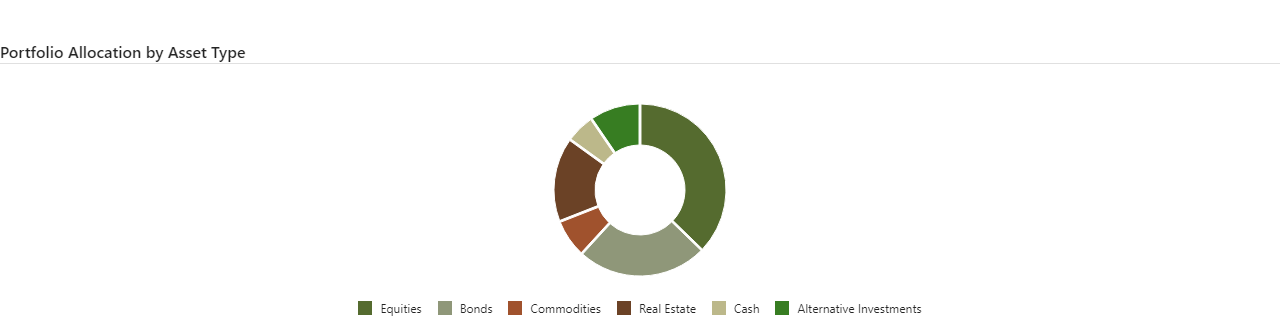 Portfolio Allocation by Asset Type
Equities Bonds Commodities Real Estate Cash Alternative Investments